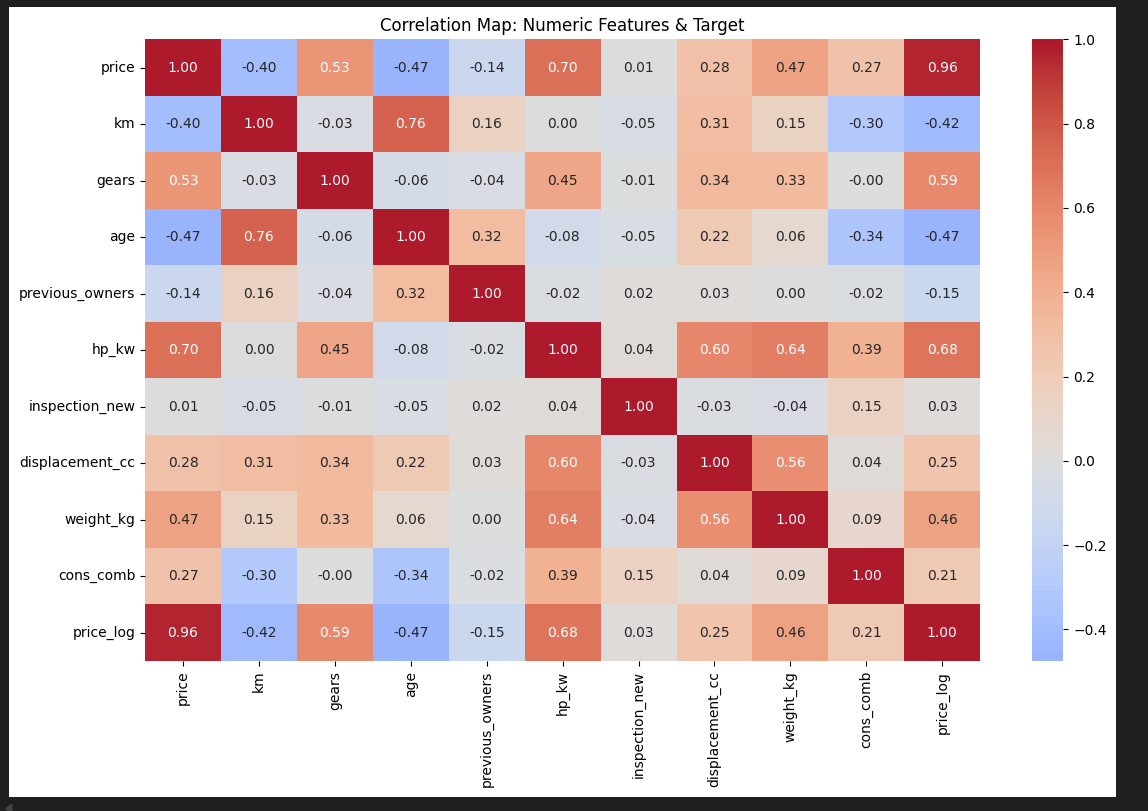 Correlation Map: Numeric Features & Target
price 1.00 -0.40 0.53 -0.47 -0.14 0.70 0.01 0.28 0.47 0.27 0.96
km -0.40 1.00 -0.03 0.76 0.16 0.00 -0.05 0.31 0.15 -0.30 -0.42
gears 0.53 -0.03 1.00 -0.06 -0.04 0.45 -0.01 0.34 0.33 -0.00 0.59
age -0.47 0.76 -0.06 1.00 0.32 -0.08 -0.05 0.22 0.06 -0.34 -0.47
previous_owners -0.14 0.16 -0.04 0.32 1.00 -0.02 0.02 0.03 0.00 -0.02 -0.15
hp_kw 0.70 0.00 0.45 -0.08 -0.02 1.00 0.04 0.60 0.64 0.39 0.68
inspection_new 0.01 -0.05 -0.01 -0.05 0.02 0.04 1.00 -0.03 -0.04 0.15 0.03
displacement_cc 0.28 0.31 0.34 0.22 0.03 0.60 -0.03 1.00 0.56 0.04 0.25
weight_kg 0.47 0.15 0.33 0.06 0.00 0.64 -0.04 0.56 1.00 0.09 0.46
cons_comb 0.27 -0.30 -0.00 -0.34 -0.02 0.39 0.15 0.04 0.09 1.00 0.21
price_log 0.96 -0.42 0.59 -0.47 -0.15 0.68 0.03 0.25 0.46 0.21 1.00
price km gears age previous_owners hp_kw inspection_new displacement_cc weight_kg cons_comb price_log
1.0
0.8
0.6
0.4
0.2
0.0
−0.2
−0.4